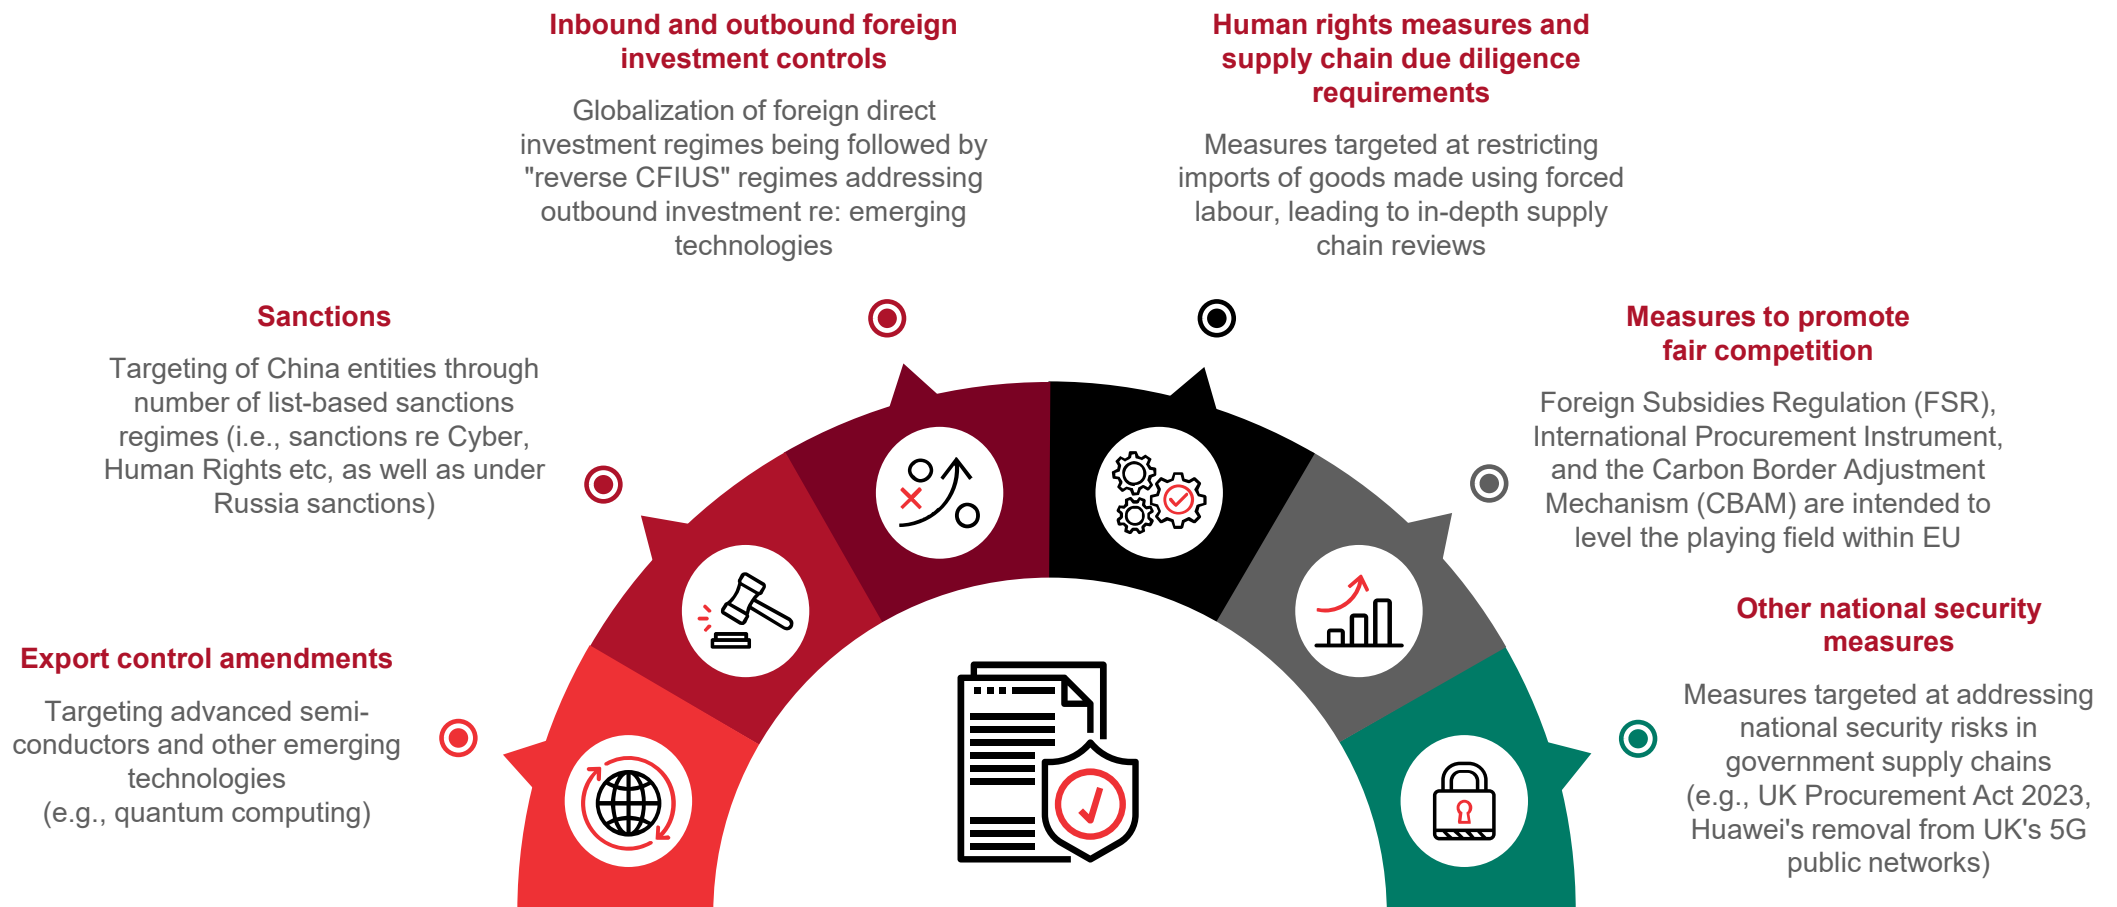 Inbound and outbound foreign
investment controls
Globalization of foreign direct
investment regimes being followed by
"reverse CFIUS" regimes addressing
outbound investment re: emerging
technologies
Human rights measures and
supply chain due diligence
requirements
Measures targeted at restricting
imports of goods made using forced
labour, leading to in-depth supply
chain reviews
Sanctions
Targeting of China entities through
number of list-based sanctions
regimes (i.e., sanctions re Cyber,
Human Rights etc, as well as under
Russia sanctions)
Measures to promote
fair competition
Foreign Subsidies Regulation (FSR),
International Procurement Instrument,
and the Carbon Border Adjustment
Mechanism (CBAM) are intended to
level the playing field within EU
Export control amendments
Targeting advanced semi-
conductors and other emerging
technologies
(e.g., quantum computing)
Other national security
measures
Measures targeted at addressing
national security risks in
government supply chains
(e.g., UK Procurement Act 2023,
Huawei's removal from UK's 5G
public networks)